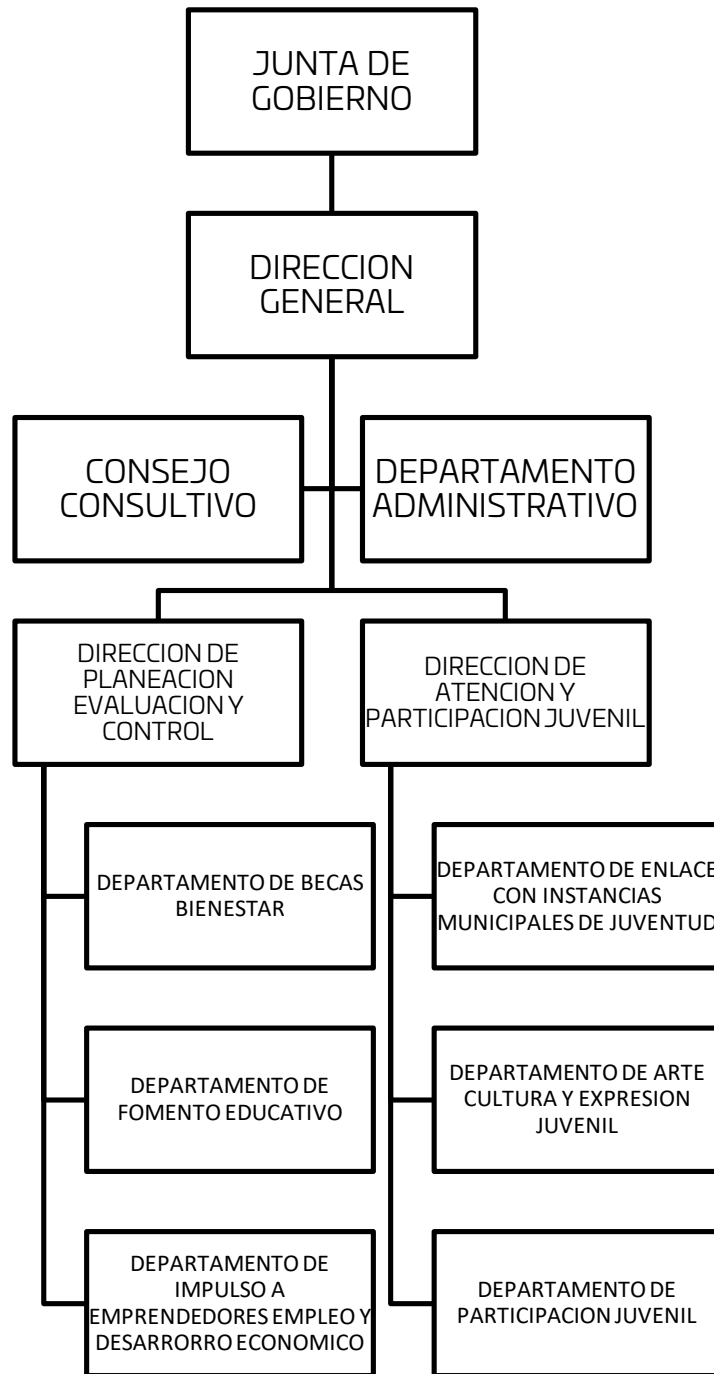 JUNTA DE
GOBIERNO
DIRECCION
GENERAL
CONSEJO
CONSULTIVO
DEPARTAMENTO
ADMINISTRATIVO
DIRECCION DE
PLANEACION
EVALUACION Y
CONTROL
DIRECCION DE
ATENCION Y
PARTICIPACION JUVENIL
DEPARTAMENTO DE BECAS
BIENESTAR
DEPARTAMENTO DE ENLACE
CON INSTANCIAS
MUNICIPALES DE JUVENTUD
DEPARTAMENTO DE
FOMENTO EDUCATIVO
DEPARTAMENTO DE ARTE
CULTURA Y EXPRESION
JUVENIL
DEPARTAMENTO DE
IMPULSO A
EMPRENDEDORES EMPLEO Y
DESARRORRO ECONOMICO
DEPARTAMENTO DE
PARTICIPACION JUVENIL